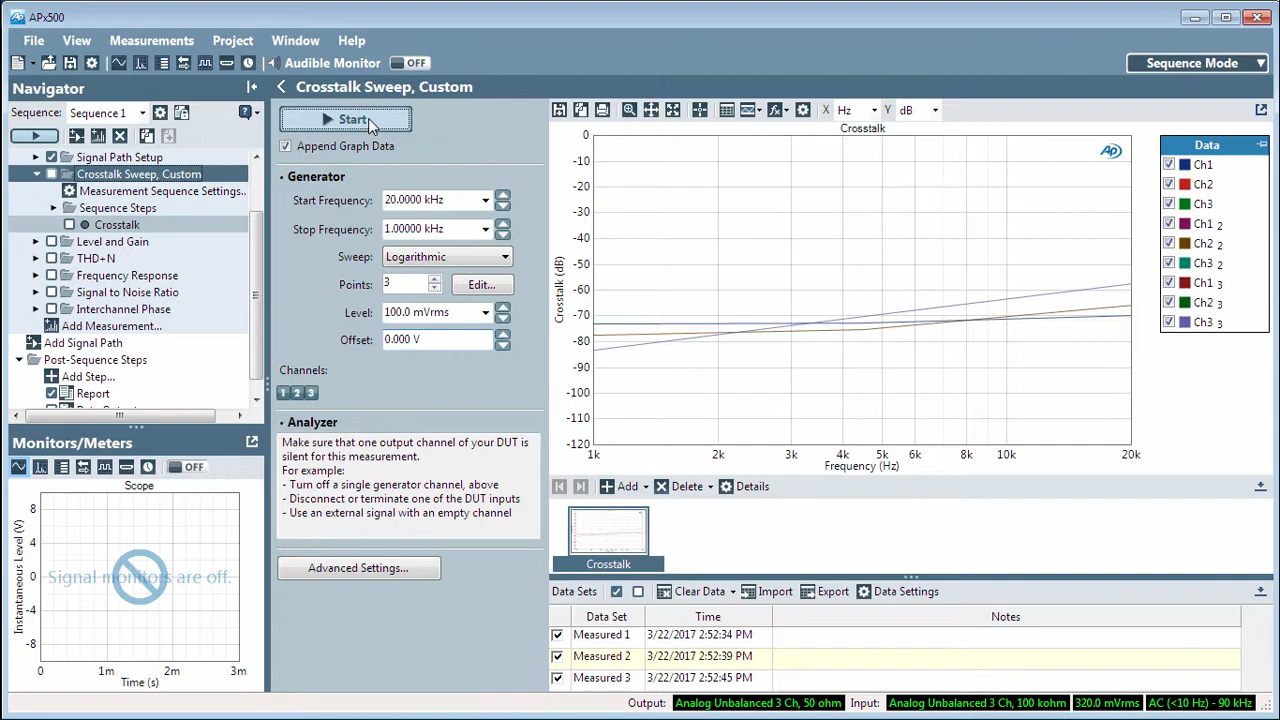 APx500
File View Measurements Project Window Help
Audible Monitor OFF
Sequence Mode
Navigator
Crosstalk Sweep, Custom
Sequence: Sequence 1
Signal Path Setup
Crosstalk Sweep, Custom
Measurement Sequence Settings...
Sequence Steps
Crosstalk
Level and Gain
THD+N
Frequency Response
Signal to Noise Ratio
Interchannel Phase
Add Measurement...
Add Signal Path
Post-Sequence Steps
Add Step...
Report
Monitors/Meters
OFF
Scope
Instantaneous Level (V)
8
4
0
-4
-8
Signal monitors are off.
0 1m 2m 3m
Time (s)
Start
Append Graph Data
Generator
Start Frequency: 20.0000 kHz
Stop Frequency: 1.00000 kHz
Sweep: Logarithmic
Points: 3 Edit...
Level: 100.0 mVrms
Offset: 0.000 V
Channels:
1 2 3
Analyzer
Make sure that one output channel of your DUT is
silent for this measurement.
For example:
- Turn off a single generator channel, above
- Disconnect or terminate one of the DUT inputs
- Use an external signal with an empty channel
Advanced Settings...
X Hz Y dB
Crosstalk
AP
Crosstalk (dB)
0
-10
-20
-30
-40
-50
-60
-70
-80
-90
-100
-110
-120
1k 2k 3k 4k 6k 8k 10k 20k
Frequency (Hz)
Data
Ch1
Ch2
Ch3
Ch1 2
Ch2 2
Ch3 2
Ch1 3
Ch2 3
Ch3 3
Add Delete Details
Crosstalk
Data Sets Clear Data Import Export Data Settings
Data Set Time Notes
Measured 1 3/22/2017 2:52:34 PM
Measured 2 3/22/2017 2:52:39 PM
Measured 3 3/22/2017 2:52:45 PM
Output: Analog Unbalanced 3 Ch, 50 ohm Input: Analog Unbalanced 3 Ch, 100 kohm 320.0 mVrms AC (<10 Hz) - 90 kHz